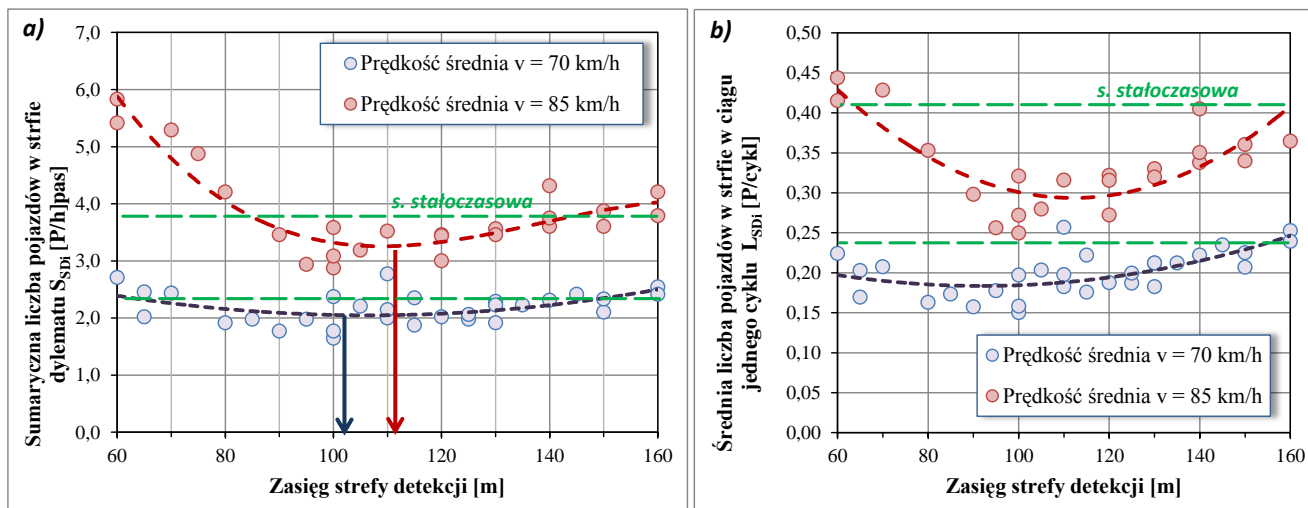 a)
Sumaryczna liczba pojazdów w strfie
dylematu SSDi [P/h]pas
7,0
6,0
5,0
4,0
3,0
2,0
1,0
0,0
Prędkość średnia v = 70 km/h
Prędkość średnia v = 85 km/h
s. stałoczasowa
60
80
100
120
140
160
Zasięg strefy detekcji [m]
b)
Średnia liczba pojazdów w strfie w ciągu
jednego cyklu LSDi [P/cykl]
0,50
0,45
0,40
0,35
0,30
0,25
0,20
0,15
0,10
0,05
0,00
s. stałoczasowa
Prędkość średnia v = 70 km/h
Prędkość średnia v = 85 km/h
60
80
100
120
140
160
Zasięg strefy detekcji [m]